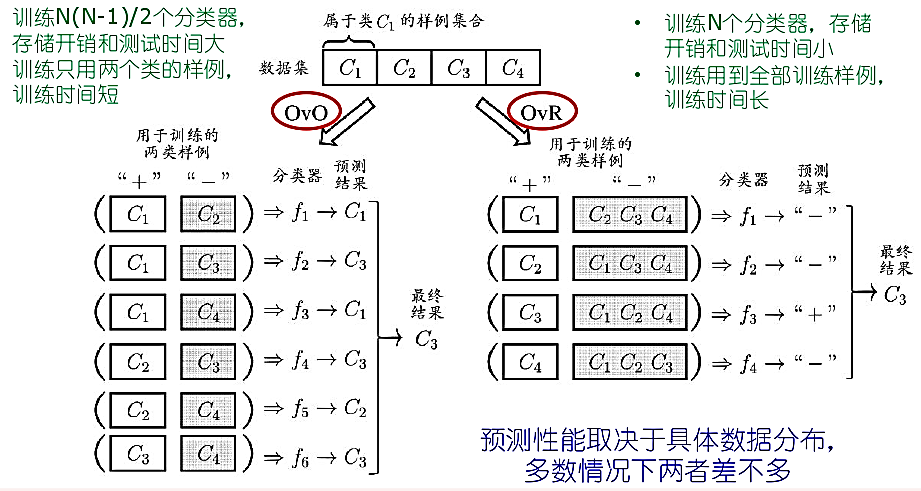 训练N(N-1)/2个分类器，
存储开销和测试时间大
训练只用两个类的样例，
训练时间短
属于类C₁的样例集合
数据集 C₁ C₂ C₃ C₄
• 训练N个分类器，存储
开销和测试时间小
• 训练用到全部训练样例，
训练时间长
OvO
OvR
用于训练的
两类样例
“+” “−” 分类器 预测
结果
( C₁ C₂ ) ⇒ f₁ → C₁
( C₁ C₃ ) ⇒ f₂ → C₃
( C₁ C₄ ) ⇒ f₃ → C₁
( C₂ C₃ ) ⇒ f₄ → C₃
( C₂ C₄ ) ⇒ f₅ → C₂
( C₃ C₄ ) ⇒ f₆ → C₃
最终
结果
→ C₃
用于训练的
两类样例
“+” “−” 分类器 预测
结果
( C₁ C₂ C₃ C₄ ) ⇒ f₁ → “−”
( C₂ C₁ C₃ C₄ ) ⇒ f₂ → “−”
( C₃ C₁ C₂ C₄ ) ⇒ f₃ → “+”
( C₄ C₁ C₂ C₃ ) ⇒ f₄ → “−”
最终
结果
→ C₃
预测性能取决于具体数据分布，
多数情况下两者差不多